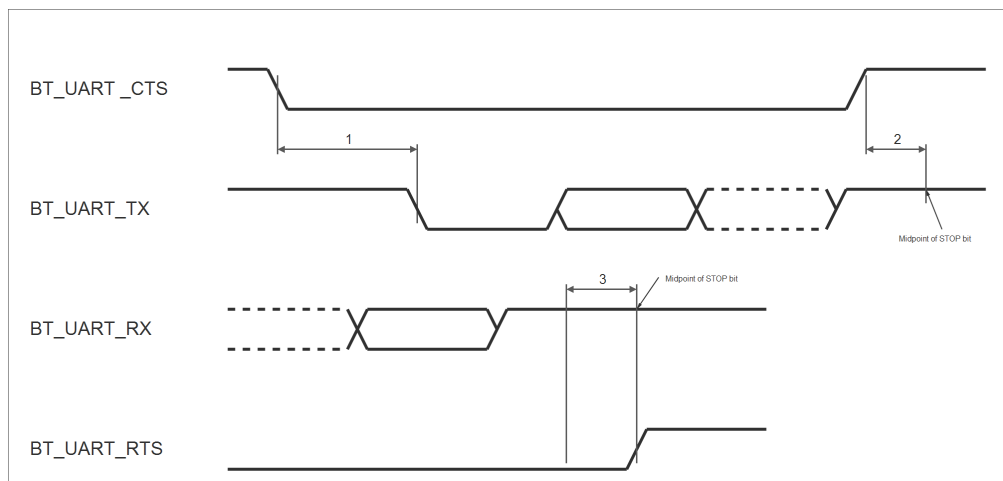 BT_UART _CTS
1
2
BT_UART_TX
Midpoint of STOP bit
3
Midpoint of STOP bit
BT_UART_RX
BT_UART_RTS